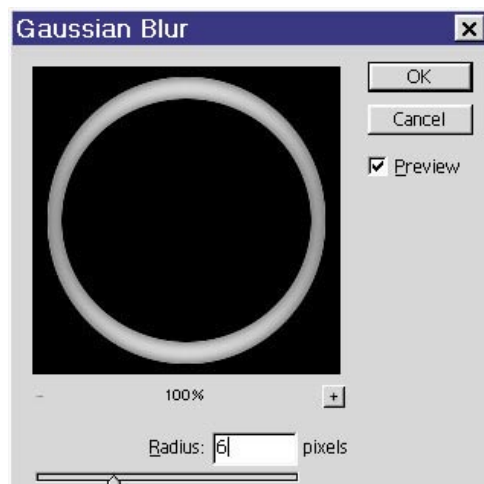 Gaussian Blur
OK
Cancel
Preview
- 100% +
Radius: 6 pixels